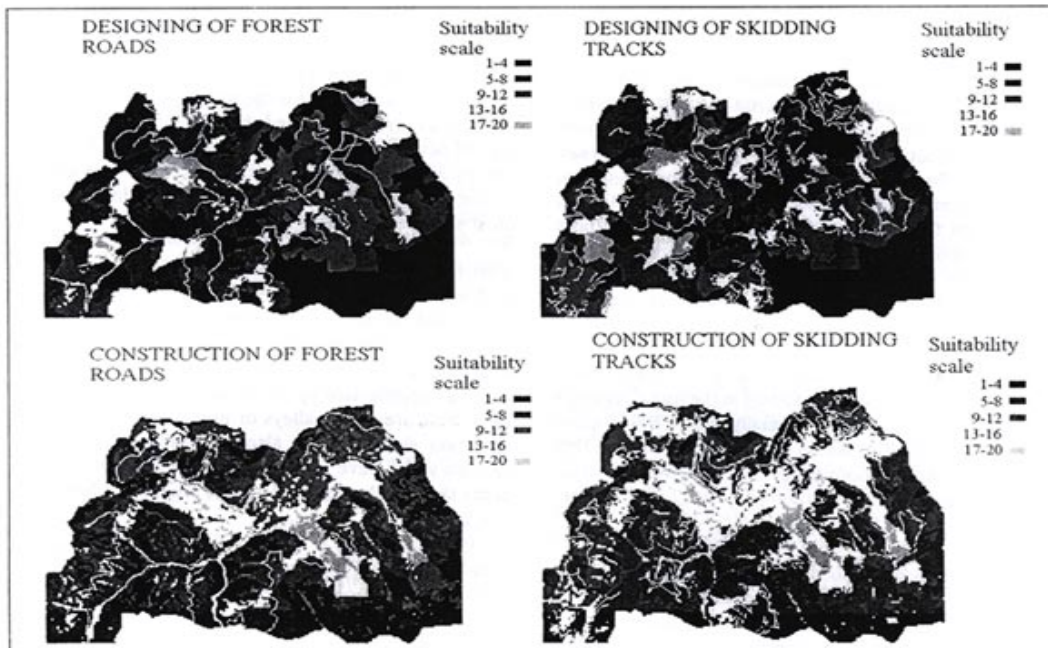 DESIGNING OF FOREST
ROADS
Suitability
scale
1-4
5-8
9-12
13-16
17-20
DESIGNING OF SKIDDING
TRACKS
Suitability
scale
1-4
5-8
9-12
13-16
17-20
CONSTRUCTION OF FOREST
ROADS
Suitability
scale
1-4
5-8
9-12
13-16
17-20
CONSTRUCTION OF SKIDDING
TRACKS
Suitability
scale
1-4
5-8
9-12
13-16
17-20